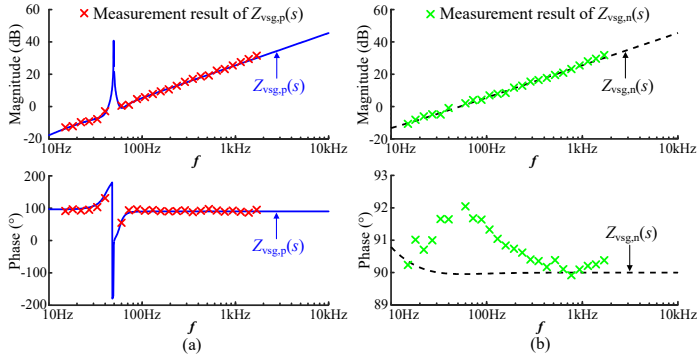 Measurement result of Zvsg,p(s)
Magnitude (dB)
40
20
0
-20
Zvsg,p(s)
10Hz 100Hz 1kHz 10kHz
f
Phase (°)
200
100
0
-100
-200
Zvsg,p(s)
10Hz 100Hz 1kHz 10kHz
f
(a)
Measurement result of Zvsg,n(s)
Magnitude (dB)
60
40
20
0
-20
Zvsg,n(s)
10Hz 100Hz 1kHz 10kHz
f
Phase (°)
93
92
91
90
89
Zvsg,n(s)
10Hz 100Hz 1kHz 10kHz
f
(b)